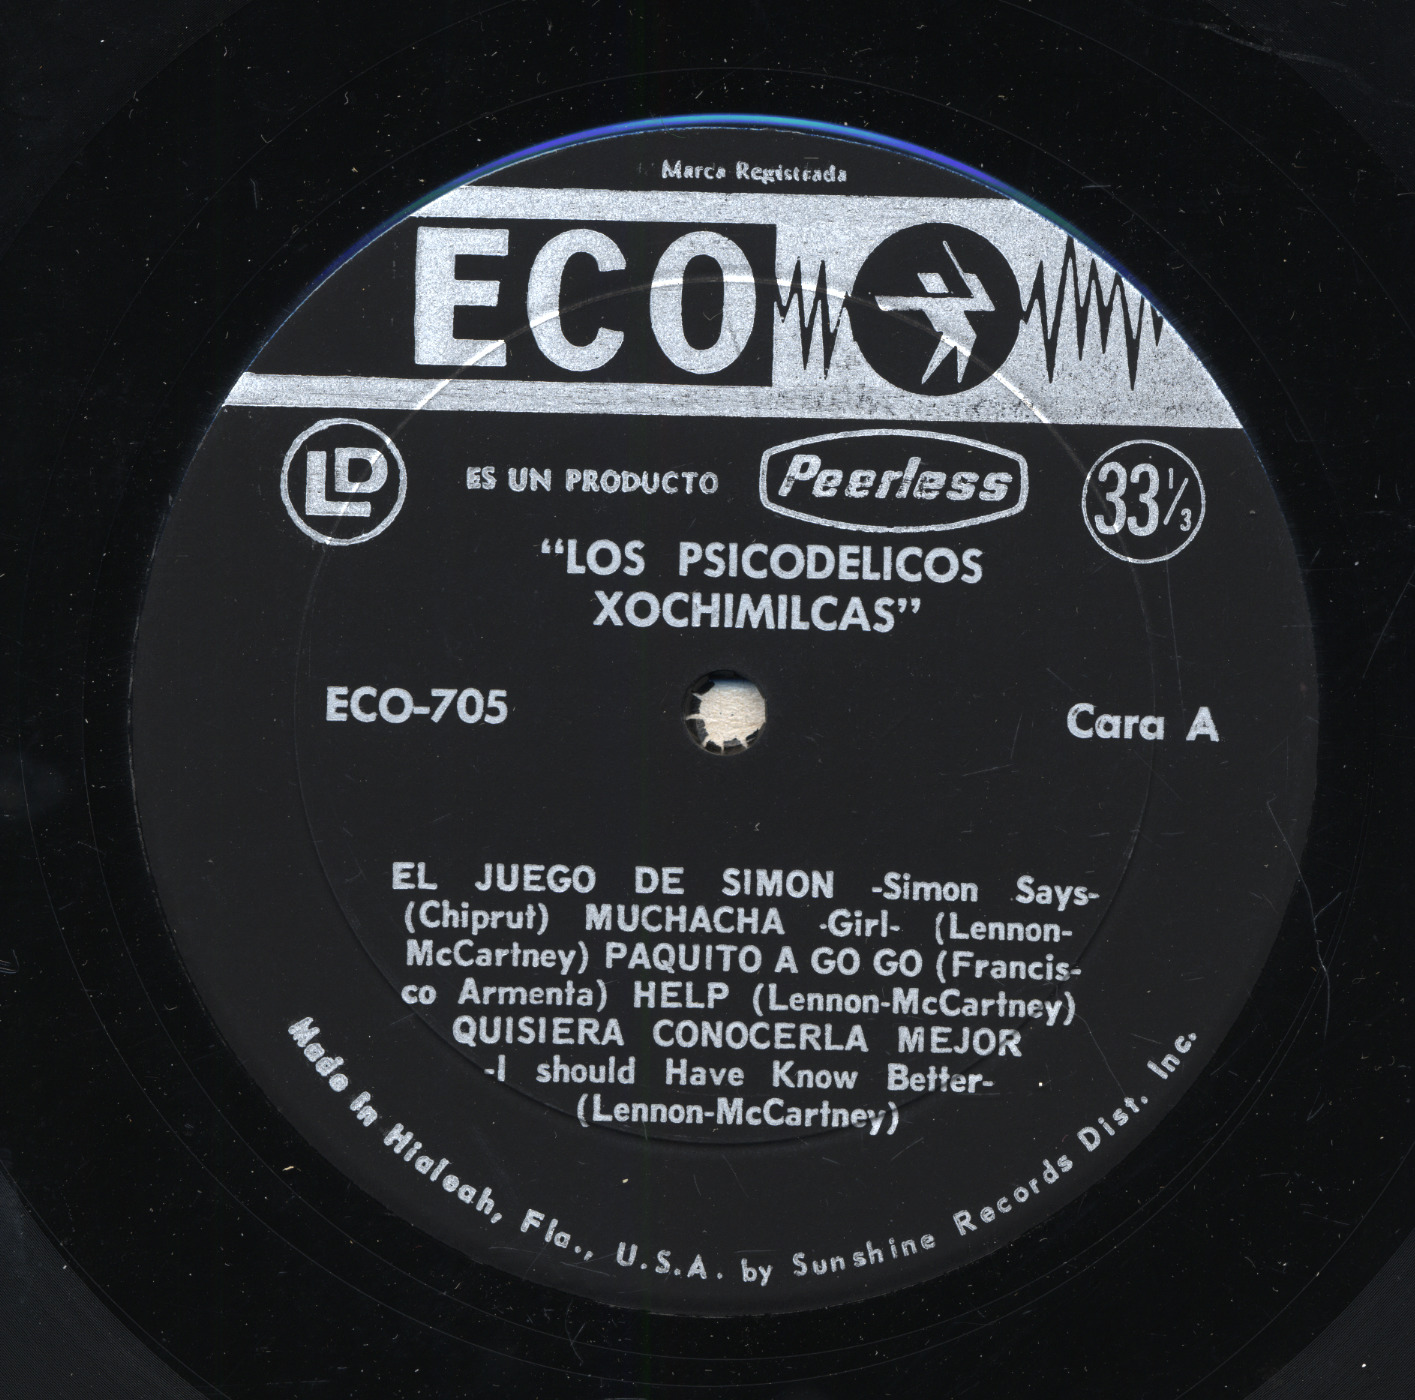 Marca Registrada
ECO
LD
ES UN PRODUCTO Peerless
33 1/3
“LOS PSICODELICOS
XOCHIMILCAS”
ECO-705
Cara A
EL JUEGO DE SIMON -Simon Says-
(Chiprut) MUCHACHA -Girl- (Lennon-
McCartney) PAQUITO A GO GO (Francis-
co Armenta) HELP (Lennon-McCartney)
QUISIERA CONOCERLA MEJOR
-I should Have Know Better-
(Lennon-McCartney)
Made In Hialeah, Fla., U.S.A. by Sunshine Records Dist. Inc.